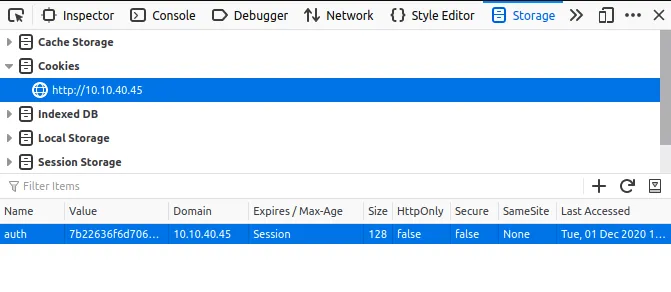 Inspector Console Debugger Network Style Editor Storage
Cache Storage
Cookies
http://10.10.40.45
Indexed DB
Local Storage
Session Storage
Filter Items
Name Value Domain Expires / Max-Age Size HttpOnly Secure SameSite Last Accessed
auth 7b22636f6d706... 10.10.40.45 Session 128 false false None Tue, 01 Dec 2020 1...